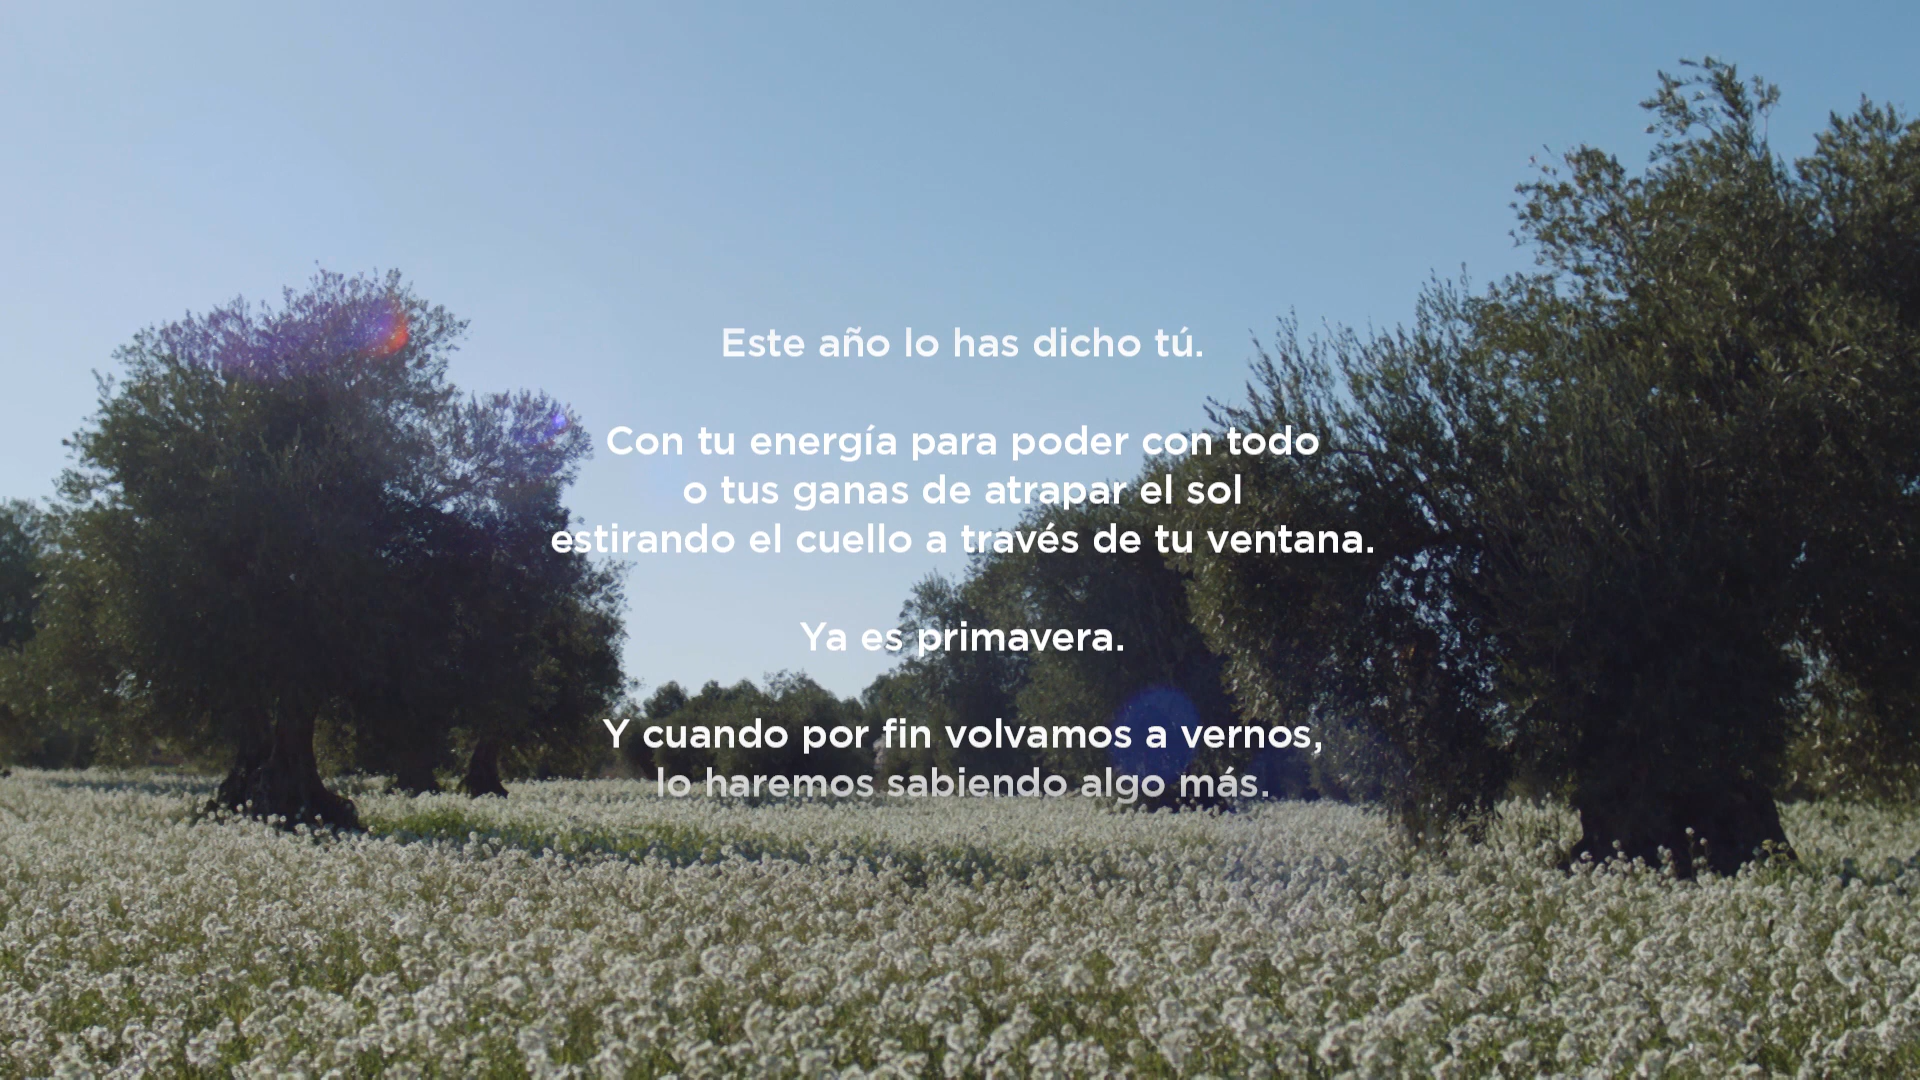 Este año lo has dicho tú.
Con tu energía para poder con todo
o tus ganas de atrapar el sol
estirando el cuello a través de tu ventana.
Ya es primavera.
Y cuando por fin volvamos a vernos,
lo haremos sabiendo algo más.